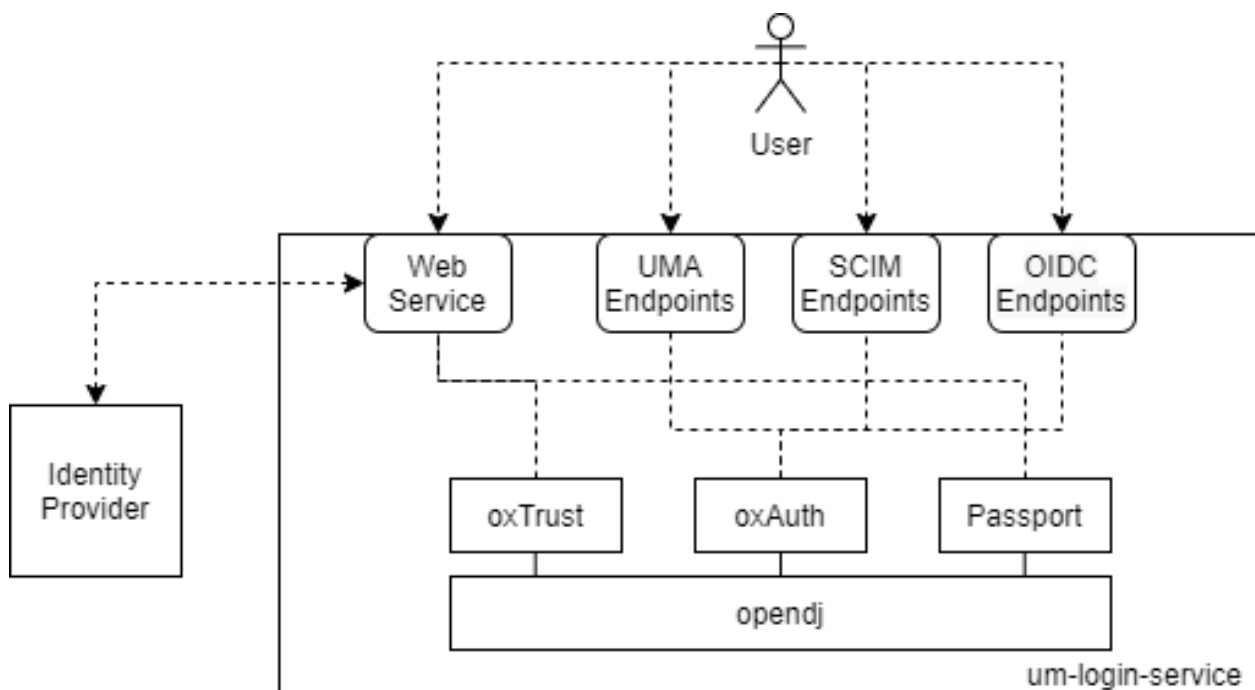 User
Web
Service
UMA
Endpoints
SCIM
Endpoints
OIDC
Endpoints
Identity
Provider
oxTrust
oxAuth
Passport
opendj
um-login-service